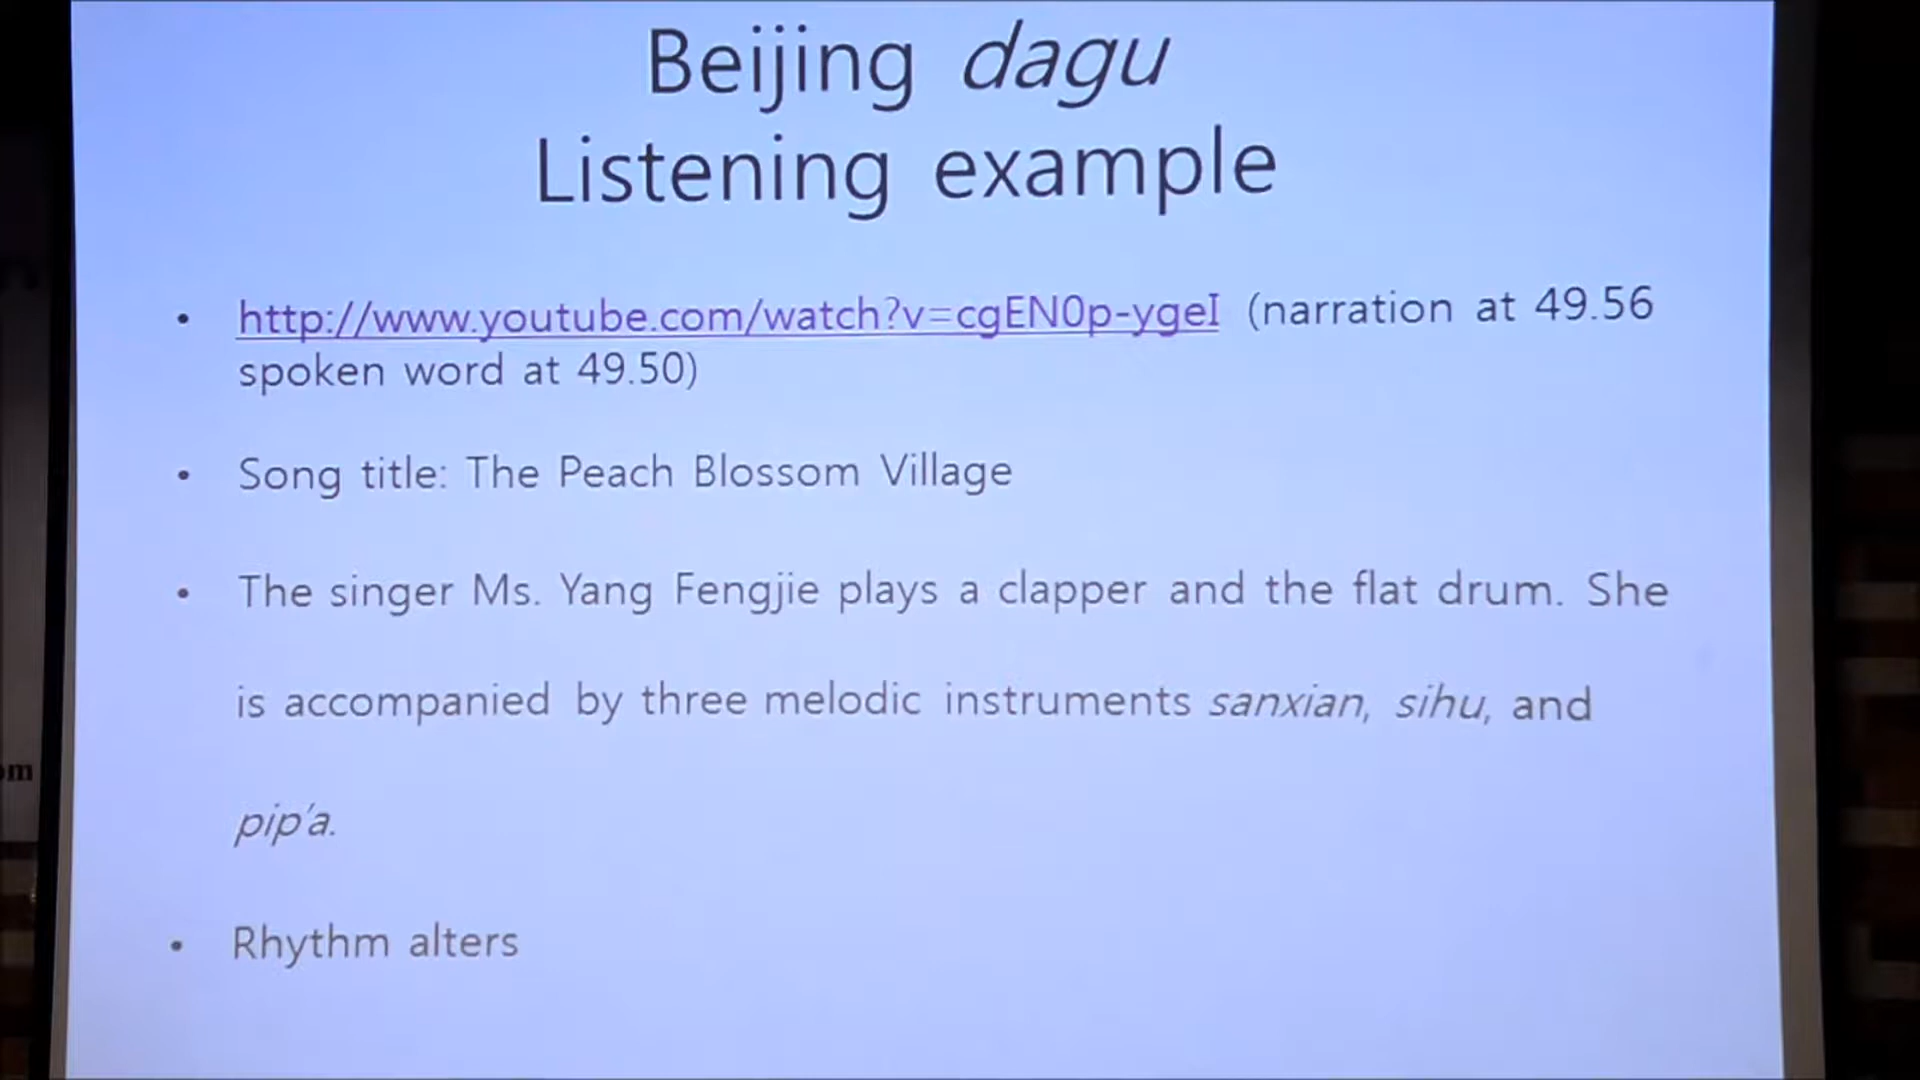 Beijing dagu
Listening example
• http://www.youtube.com/watch?v=cgEN0p-ygeI (narration at 49.56
spoken word at 49.50)
• Song title: The Peach Blossom Village
• The singer Ms. Yang Fengjie plays a clapper and the flat drum. She
is accompanied by three melodic instruments sanxian, sihu, and
pip'a.
• Rhythm alters
om